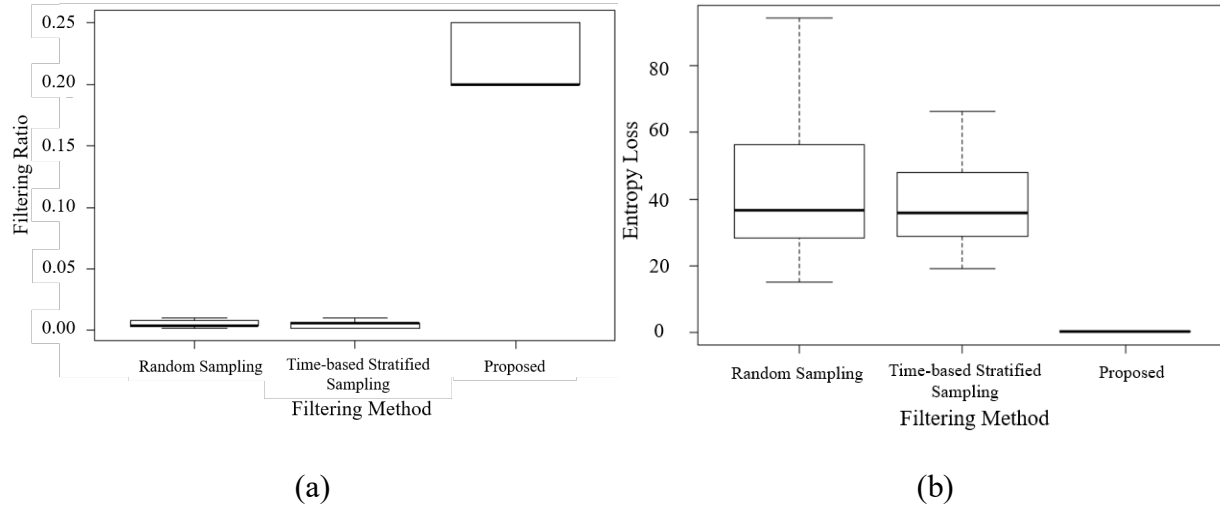 Filtering Ratio
0.25
0.20
0.15
0.10
0.05
0.00
Random Sampling
Time-based Stratified
Sampling
Proposed
Filtering Method
(a)
Entropy Loss
80
60
40
20
0
Random Sampling
Time-based Stratified
Sampling
Proposed
Filtering Method
(b)